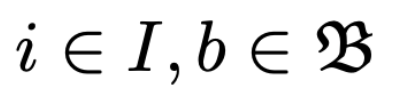 i ∈ I, b ∈ 𝔅